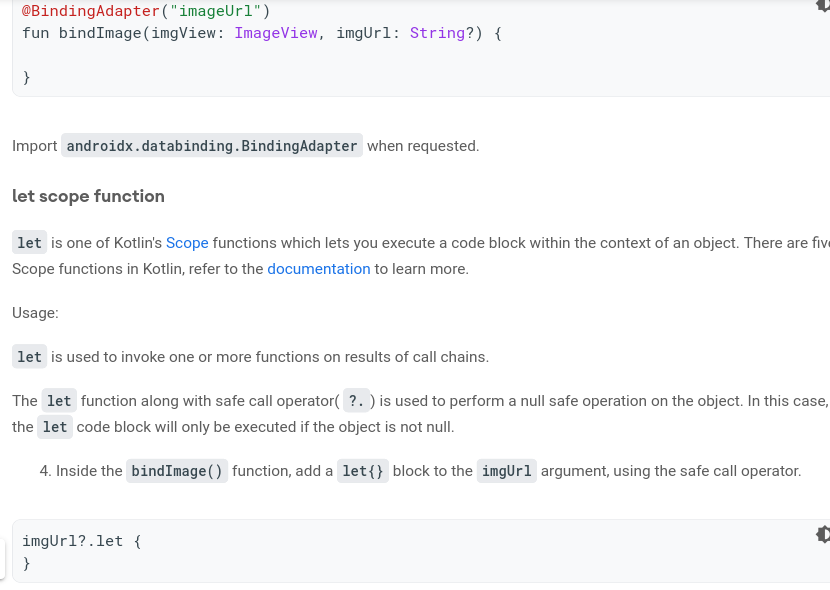 @BindingAdapter("imageUrl")
fun bindImage(imgView: ImageView, imgUrl: String?) {
}
Import androidx.databinding.BindingAdapter when requested.
let scope function
let is one of Kotlin's Scope functions which lets you execute a code block within the context of an object. There are five
Scope functions in Kotlin, refer to the documentation to learn more.
Usage:
let is used to invoke one or more functions on results of call chains.
The let function along with safe call operator( ?. ) is used to perform a null safe operation on the object. In this case,
the let code block will only be executed if the object is not null.
4. Inside the bindImage() function, add a let{} block to the imgUrl argument, using the safe call operator.
imgUrl?.let {
}